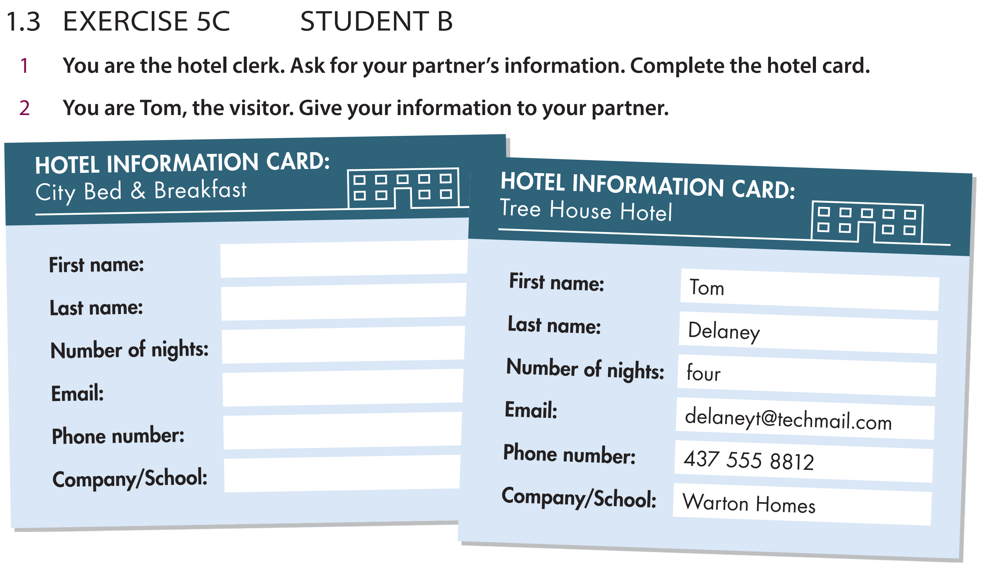 1.3 EXERCISE 5C STUDENT B
1 You are the hotel clerk. Ask for your partner’s information. Complete the hotel card.
2 You are Tom, the visitor. Give your information to your partner.
HOTEL INFORMATION CARD:
City Bed & Breakfast
First name:
Last name:
Number of nights:
Email:
Phone number:
Company/School:
HOTEL INFORMATION CARD:
Tree House Hotel
First name: Tom
Last name: Delaney
Number of nights: four
Email: delaneyt@techmail.com
Phone number: 437 555 8812
Company/School: Warton Homes